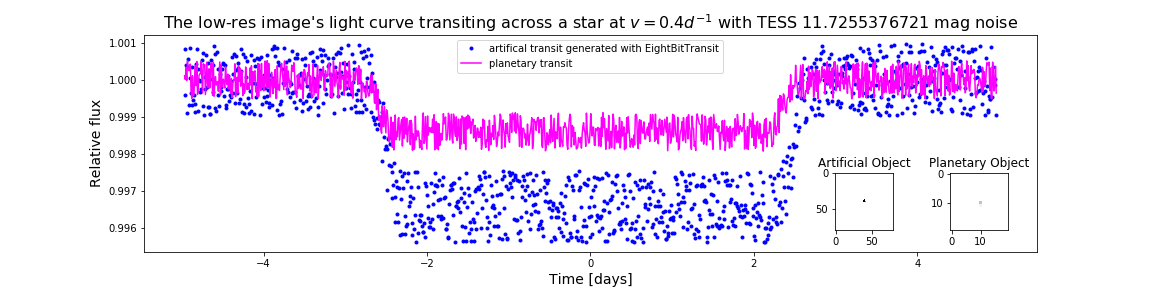 The low-res image's light curve transiting across a star at v = 0.4d⁻¹ with TESS 11.7255376721 mag noise
artifical transit generated with EightBitTransit
planetary transit
Relative flux
1.001
1.000
0.999
0.998
0.997
0.996
Artificial Object
0
50
0 50
Planetary Object
0
10
0 10
−4 −2 0 2 4
Time [days]